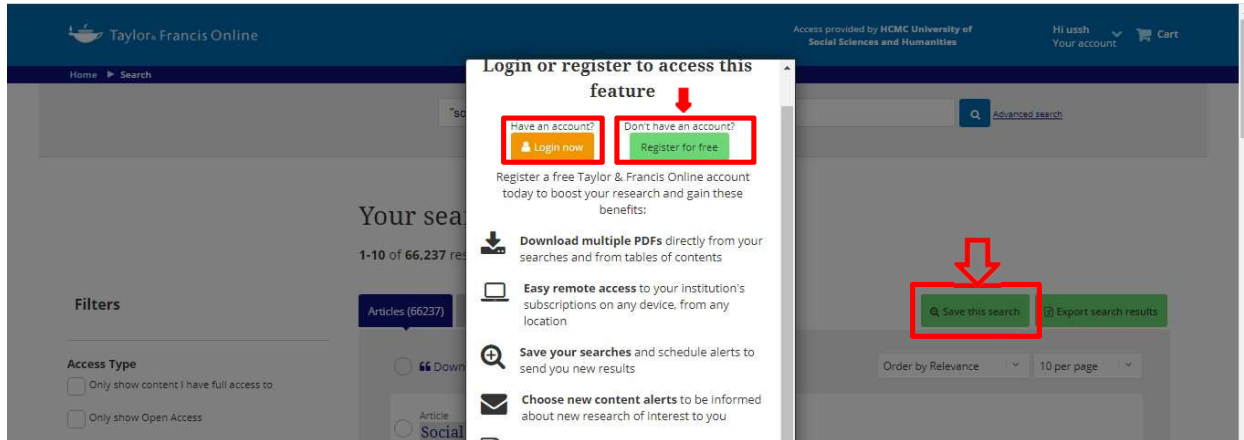 Taylor & Francis Online
Access provided by HCMC University of
Social Sciences and Humanities
Hi ussh
Your account
Cart
Home ▶ Search
Login or register to access this
feature
"so
Advanced search
Have an account?
Login now
Don't have an account?
Register for free
Register a free Taylor & Francis Online account
today to boost your research and gain these
benefits:
Your sea
1-10 of 66,237 res
Download multiple PDFs directly from your
searches and from tables of contents
Easy remote access to your institution's
subscriptions on any device, from any
location
Filters
Articles (66237)
Save this search
Export search results
Save your searches and schedule alerts to
send you new results
Access Type
Only show content I have full access to
Only show Open Access
Down
Order by Relevance
10 per page
Choose new content alerts to be informed
about new research of interest to you
Article
Social